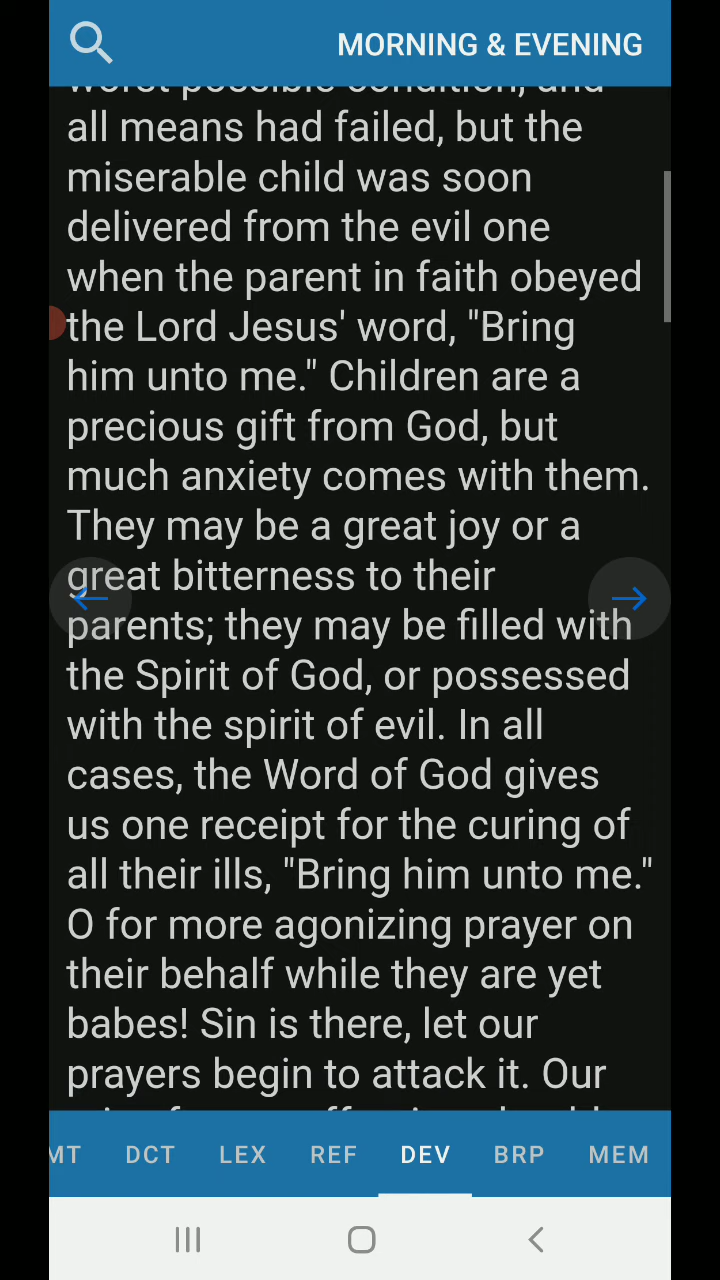 MORNING & EVENING
worst possible condition, and
all means had failed, but the
miserable child was soon
delivered from the evil one
when the parent in faith obeyed
the Lord Jesus' word, "Bring
him unto me." Children are a
precious gift from God, but
much anxiety comes with them.
They may be a great joy or a
great bitterness to their
parents; they may be filled with
the Spirit of God, or possessed
with the spirit of evil. In all
cases, the Word of God gives
us one receipt for the curing of
all their ills, "Bring him unto me."
O for more agonizing prayer on
their behalf while they are yet
babes! Sin is there, let our
prayers begin to attack it. Our
MT DCT LEX REF DEV BRP MEM